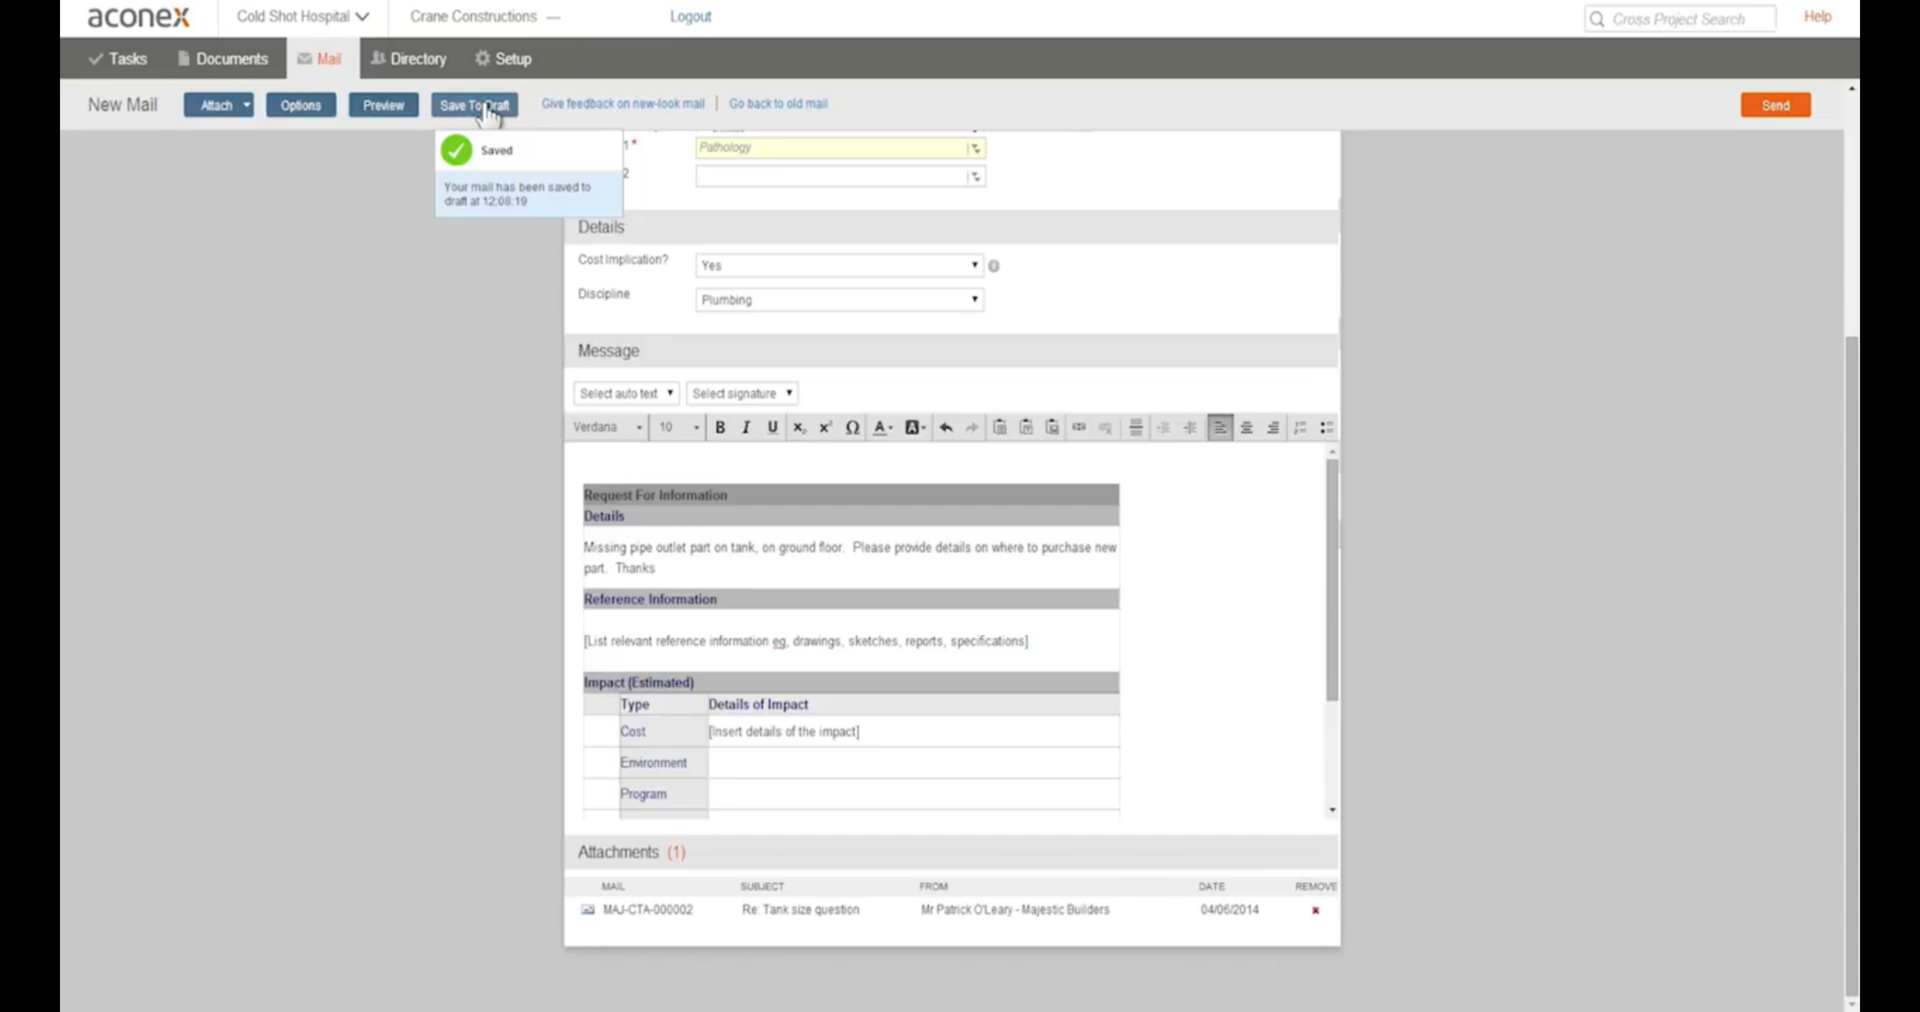 aconex
Cold Shot Hospital
Crane Constructions —
Logout
Cross Project Search
Help
Tasks
Documents
Mail
Directory
Setup
New Mail
Attach
Options
Preview
Save To Draft
Give feedback on new-look mail
Go back to old mail
Send
Saved
Your mail has been saved to
draft at 12:08:19
1*
Pathology
2
Details
Cost Implication?
Yes
Discipline
Plumbing
Message
Select auto text
Select signature
Verdana
10
B I U x, x² Ω A A
Request For Information
Details
Missing pipe outlet part on tank, on ground floor. Please provide details on where to purchase new
part. Thanks
Reference Information
[List relevant reference information eg, drawings, sketches, reports, specifications]
Impact (Estimated)
Type Details of Impact
Cost [Insert details of the impact]
Environment
Program
Attachments (1)
MAIL SUBJECT FROM DATE REMOVE
MAJ-CTA-000002 Re: Tank size question Mr Patrick O'Leary - Majestic Builders 04/06/2014